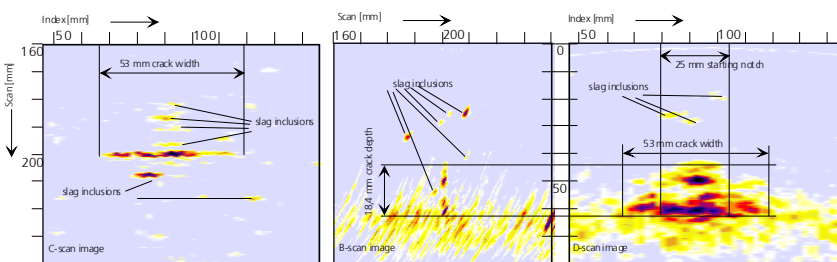 Index [mm]
50
100
160
Scan [mm]
200
53 mm crack width
slag inclusions
slag inclusions
C-scan image
Scan [mm]
160
200
0
50
slag inclusions
18,4 mm crack depth
B-scan image
Index [mm]
50
100
25 mm starting notch
slag inclusions
53 mm crack width
D-scan image